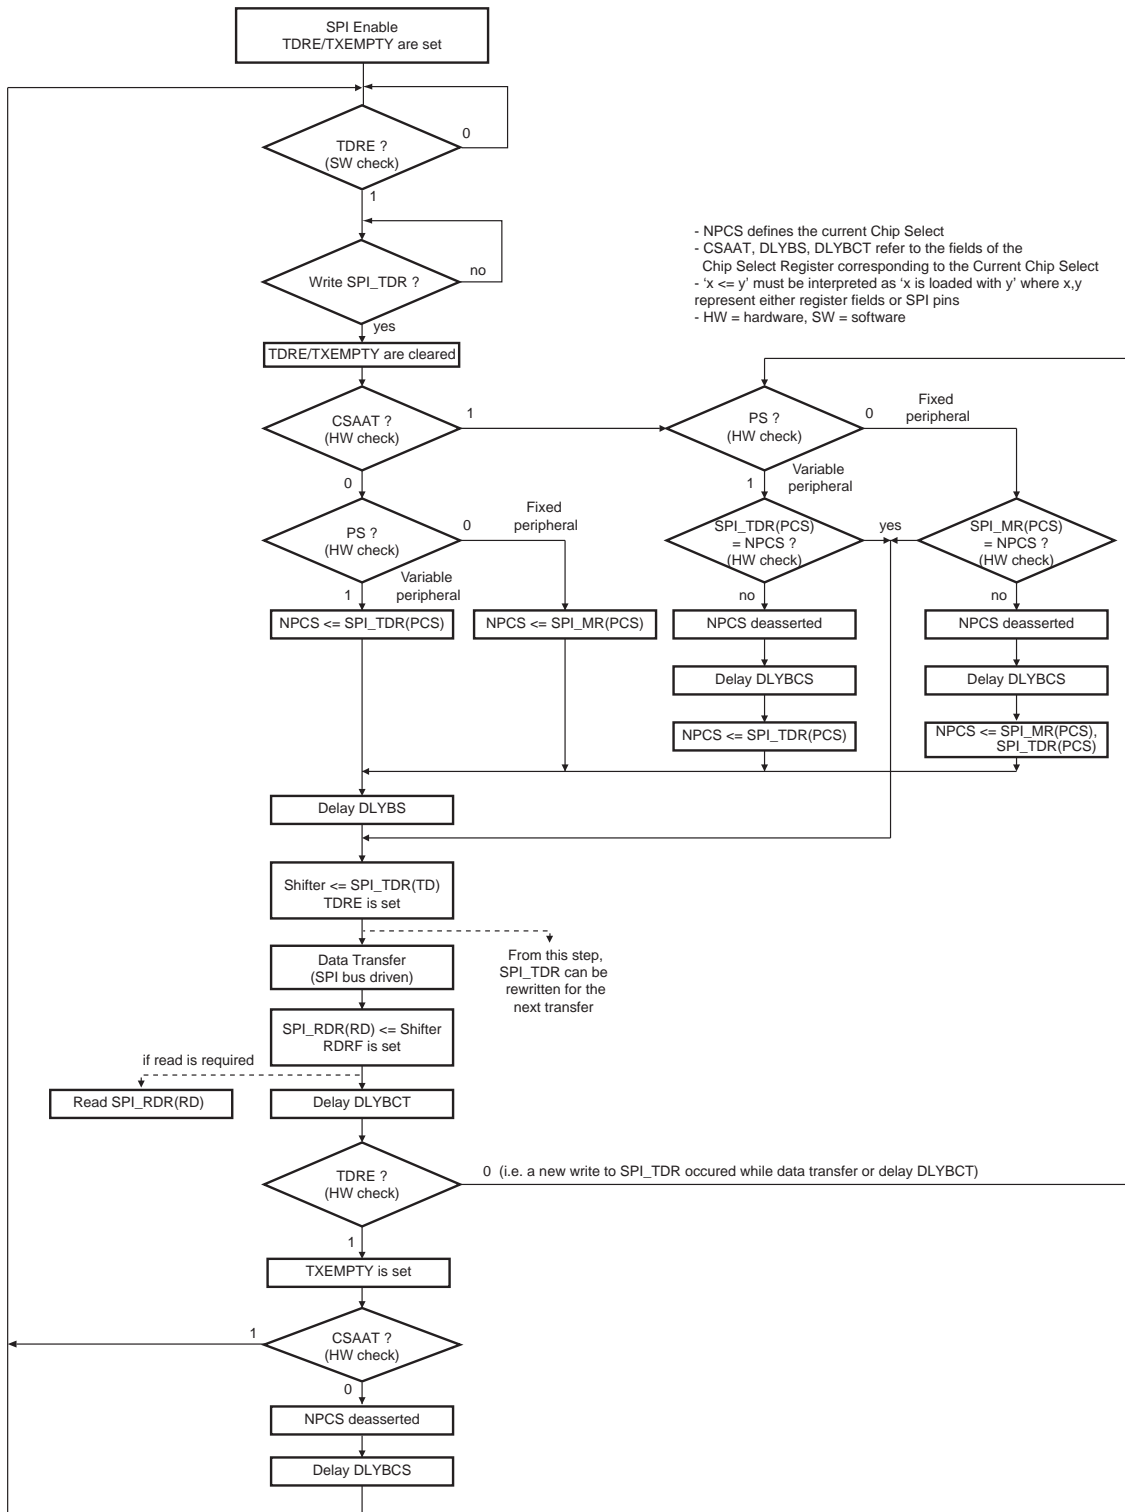 SPI Enable
TDRE/TXEMPTY are set
TDRE ?
(SW check)
0
1
Write SPI_TDR ?
no
yes
- NPCS defines the current Chip Select
- CSAAT, DLYBS, DLYBCT refer to the fields of the
Chip Select Register corresponding to the Current Chip Select
- ‘x <= y’ must be interpreted as ‘x is loaded with y’ where x,y
represent either register fields or SPI pins
- HW = hardware, SW = software
TDRE/TXEMPTY are cleared
CSAAT ?
(HW check)
1
0
PS ?
(HW check)
0
Fixed
peripheral
1
Variable
peripheral
PS ?
(HW check)
0
Fixed
peripheral
1
Variable
peripheral
SPI_TDR(PCS)
= NPCS ?
(HW check)
yes
no
SPI_MR(PCS)
= NPCS ?
(HW check)
no
NPCS <= SPI_TDR(PCS)
NPCS <= SPI_MR(PCS)
NPCS deasserted
NPCS deasserted
Delay DLYBCS
Delay DLYBCS
NPCS <= SPI_TDR(PCS)
NPCS <= SPI_MR(PCS),
SPI_TDR(PCS)
Delay DLYBS
Shifter <= SPI_TDR(TD)
TDRE is set
Data Transfer
(SPI bus driven)
From this step,
SPI_TDR can be
rewritten for the
next transfer
SPI_RDR(RD) <= Shifter
RDRF is set
if read is required
Read SPI_RDR(RD)
Delay DLYBCT
TDRE ?
(HW check)
0 (i.e. a new write to SPI_TDR occured while data transfer or delay DLYBCT)
1
TXEMPTY is set
CSAAT ?
(HW check)
1
0
NPCS deasserted
Delay DLYBCS